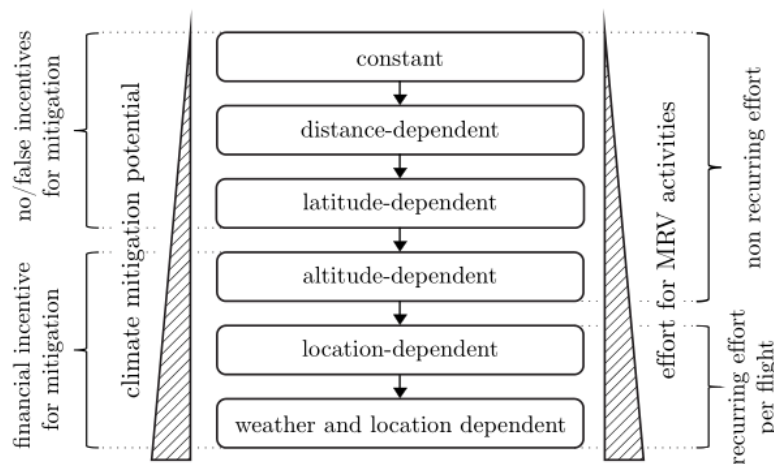 no/false incentives
for mitigation
financial incentive
for mitigation
climate mitigation potential
constant
distance-dependent
latitude-dependent
altitude-dependent
location-dependent
weather and location dependent
effort for MRV activities
non recurring effort
recurring effort
per flight